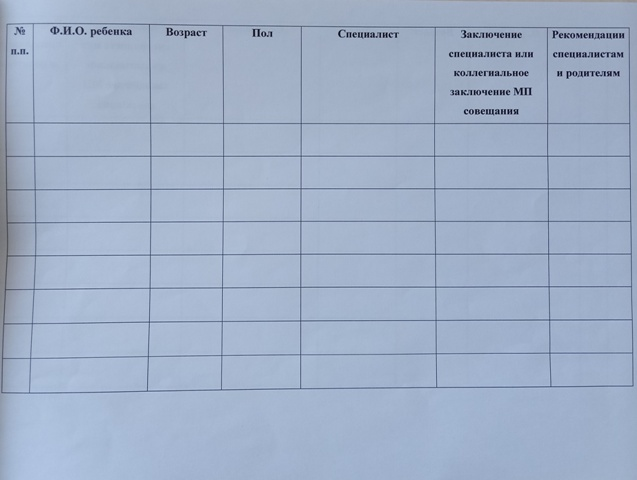 №
п.п.
Ф.И.О. ребенка
Возраст
Пол
Специалист
Заключение
специалиста или
коллегиальное
заключение МП
совещания
Рекомендации
специалистам
и родителям